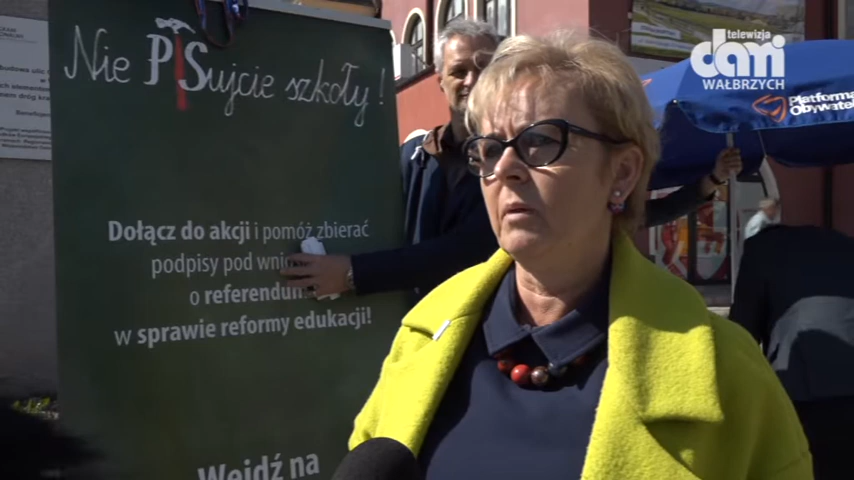 telewizja
dami
WAŁBRZYCH
Platforma
Obywatelska
Nie PiSujcie szkoły!
Dołącz do akcji i pomóż zbierać
podpisy pod
o referendum
w sprawie reformy edukacji!
Wejdź na